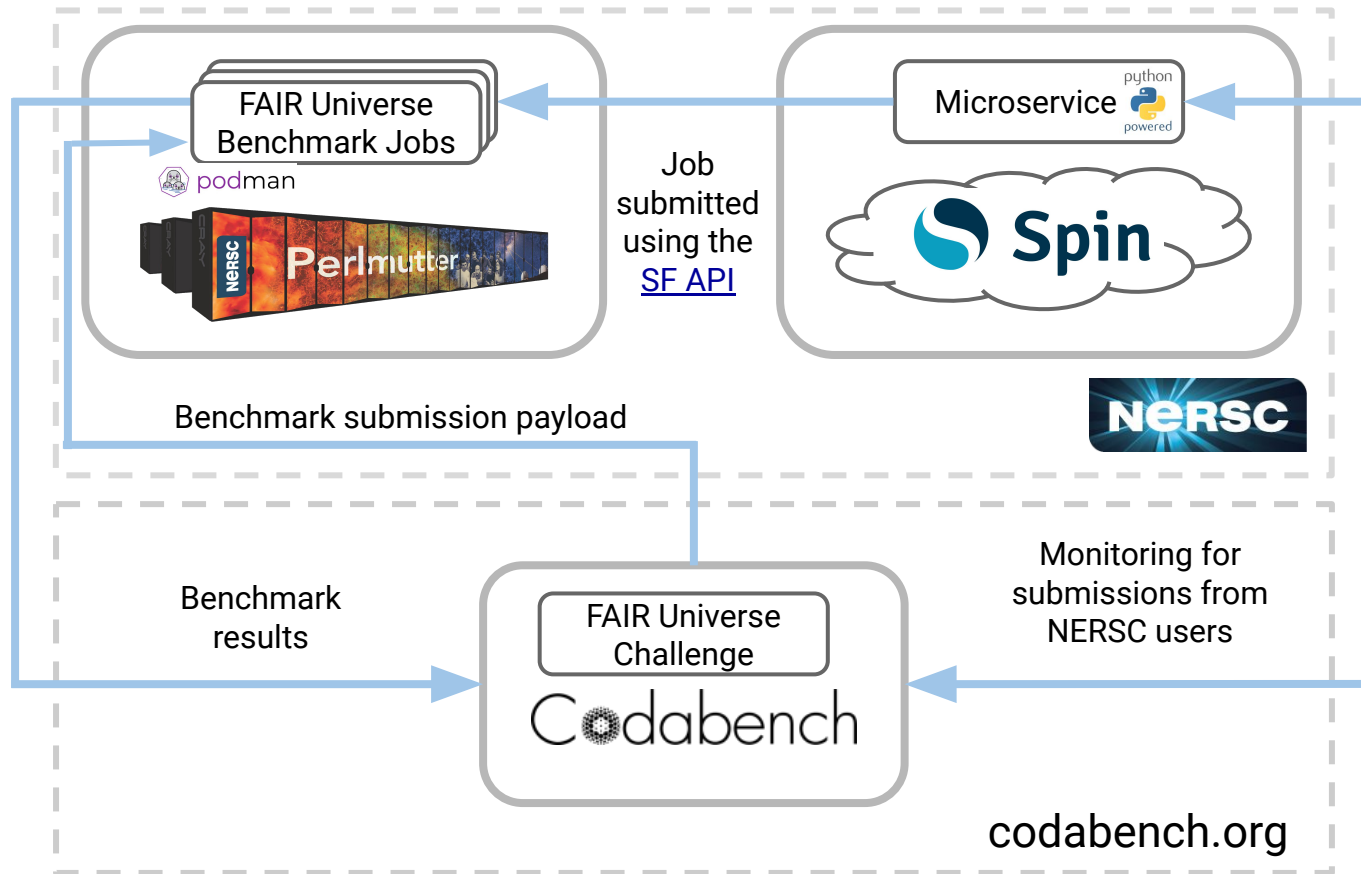 FAIR Universe
Benchmark Jobs
podman
CRAY
NERSC
Perlmutter
Job
submitted
using the
SF API
Microservice
python
powered
Spin
NERSC
Benchmark submission payload
Benchmark
results
FAIR Universe
Challenge
Codabench
Monitoring for
submissions from
NERSC users
codabench.org